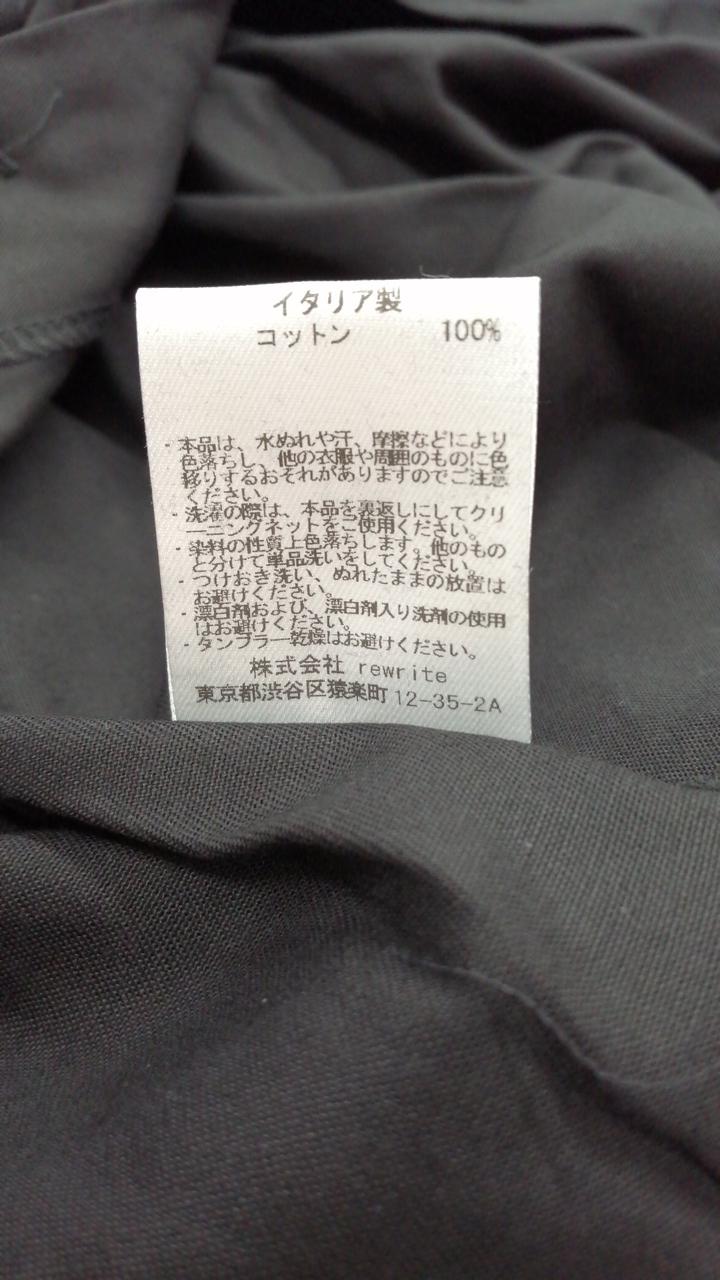 イタリア製
コットン 100%
・本品は、水ぬれや汗、摩擦などにより
色落ちし、他の衣服や周囲のものに色
移りするおそれがありますのでご注意
ください。
・洗濯の際は、本品を裏返しにしてクリ
ーニングネットをご使用ください。
・染料の性質上色落ちします。他のもの
と分けて単品洗いをしてください。
・つけおき洗い、ぬれたままの放置は
お避けください。
・漂白剤および、漂白剤入り洗剤の使用
はお避けください。
・タンブラー乾燥はお避けください。
株式会社 rewrite
東京都渋谷区猿楽町12-35-2A